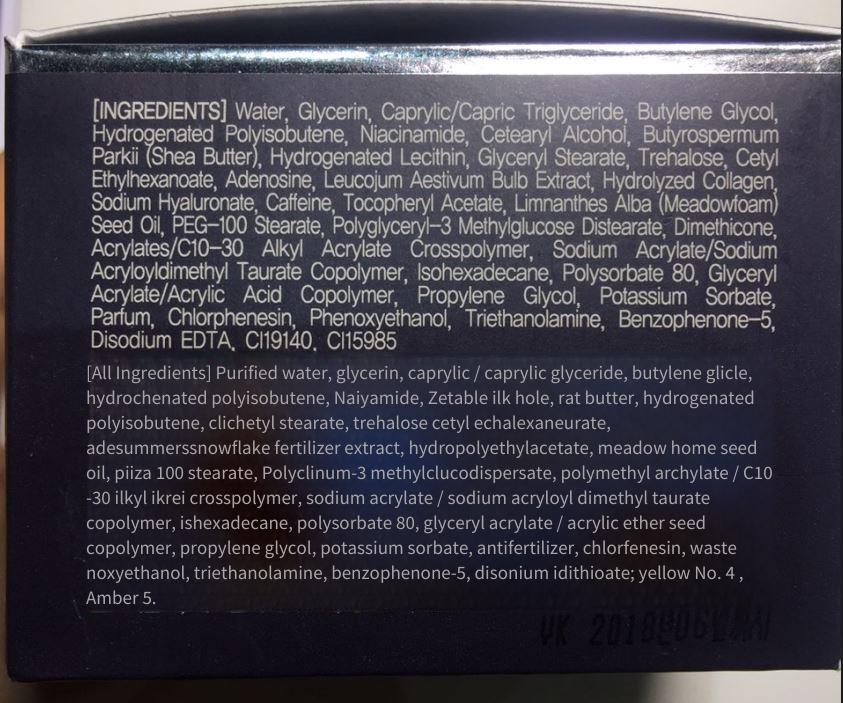 [INGREDIENTS] Water, Glycerin, Caprylic/Capric Triglyceride, Butylene Glycol,
Hydrogenated Polyisobutene, Niacinamide, Cetearyl Alcohol, Butyrospermum
Parkii (Shea Butter), Hydrogenated Lecithin, Glyceryl Stearate, Trehalose, Cetyl
Ethylhexanoate, Adenosine, Leucojum Aestivum Bulb Extract, Hydrolyzed Collagen,
Sodium Hyaluronate, Caffeine, Tocopheryl Acetate, Limnanthes Alba (Meadowfoam)
Seed Oil, PEG-100 Stearate, Polyglyceryl-3 Methylglucose Distearate, Dimethicone,
Acrylates/C10-30 Alkyl Acrylate Crosspolymer, Sodium Acrylate/Sodium
Acryloyldimethyl Taurate Copolymer, Isohexadecane, Polysorbate 80, Glyceryl
Acrylate/Acrylic Acid Copolymer, Propylene Glycol, Potassium Sorbate,
Parfum, Chlorphenesin, Phenoxyethanol, Triethanolamine, Benzophenone-5,
Disodium EDTA, CI19140, CI15985
[All Ingredients] Purified water, glycerin, caprylic / caprylic glyceride, butylene glicle,
hydrochenated polyisobutene, Naiyamide, Zetable ilk hole, rat butter, hydrogenated
polyisobutene, clichetyl stearate, trehalose cetyl echalexaneurate,
adesummerssnowflake fertilizer extract, hydropolyethylacetate, meadow home seed
oil, piiza 100 stearate, Polyclinum-3 methylclucodispersate, polymethyl archylate / C10
-30 ilkyl ikrei crosspolymer, sodium acrylate / sodium acryloyl dimethyl taurate
copolymer, ishexadecane, polysorbate 80, glyceryl acrylate / acrylic ether seed
copolymer, propylene glycol, potassium sorbate, antifertilizer, chlorfenesin, waste
noxyethanol, triethanolamine, benzophenone-5, disonium idithioate; yellow No. 4 ,
Amber 5.